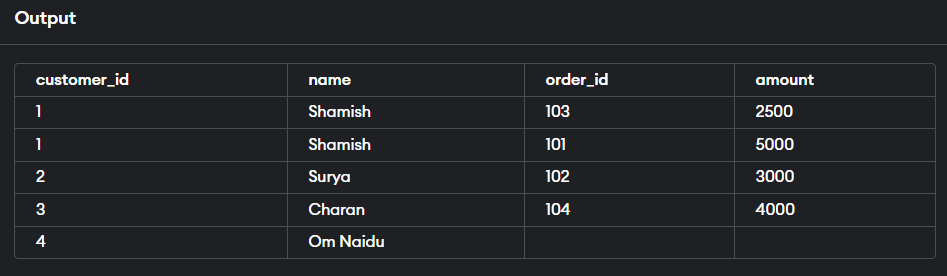 Output
customer_id name order_id amount
1 Shamish 103 2500
1 Shamish 101 5000
2 Surya 102 3000
3 Charan 104 4000
4 Om Naidu